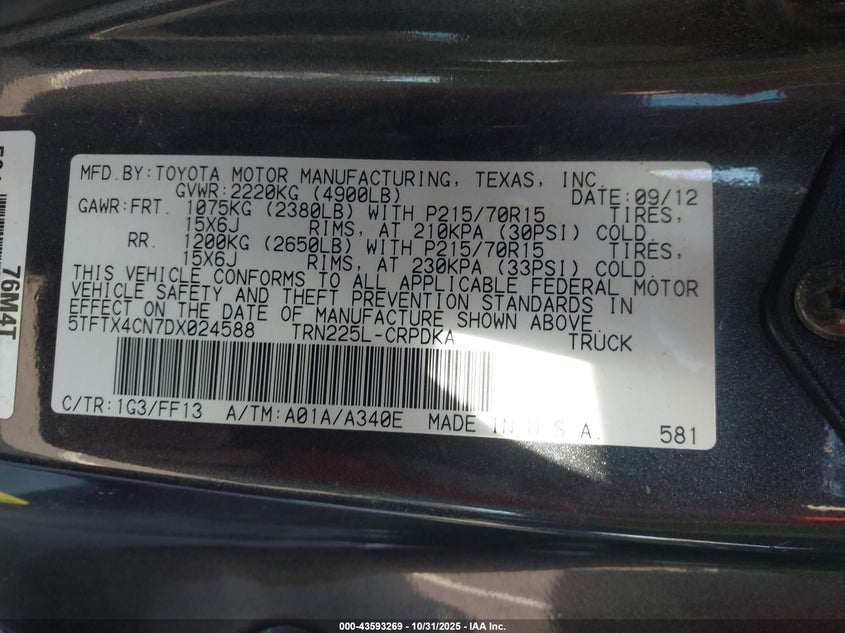 MFD.BY:TOYOTA MOTOR MANUFACTURING, TEXAS, INC.
GVWR:2220KG (4900LB) DATE:09/12
GAWR:FRT. 1075KG (2380LB) WITH P215/70R15 TIRES,
15X6J RIMS, AT 210KPA (30PSI) COLD
RR. 1200KG (2650LB) WITH P215/70R15 TIRES,
15X6J RIMS, AT 230KPA (33PSI) COLD.
THIS VEHICLE CONFORMS TO ALL APPLICABLE FEDERAL MOTOR
VEHICLE SAFETY AND THEFT PREVENTION STANDARDS IN
EFFECT ON THE DATE OF MANUFACTURE SHOWN ABOVE.
5TFTX4CN7DX024588 TRN225L-CRPDKA TRUCK
C/TR:1G3/FF13 A/TM:A01A/A340E MADE IN U.S.A.
581
76M4T
000-43593269 | 10/31/2025 | IAA Inc.